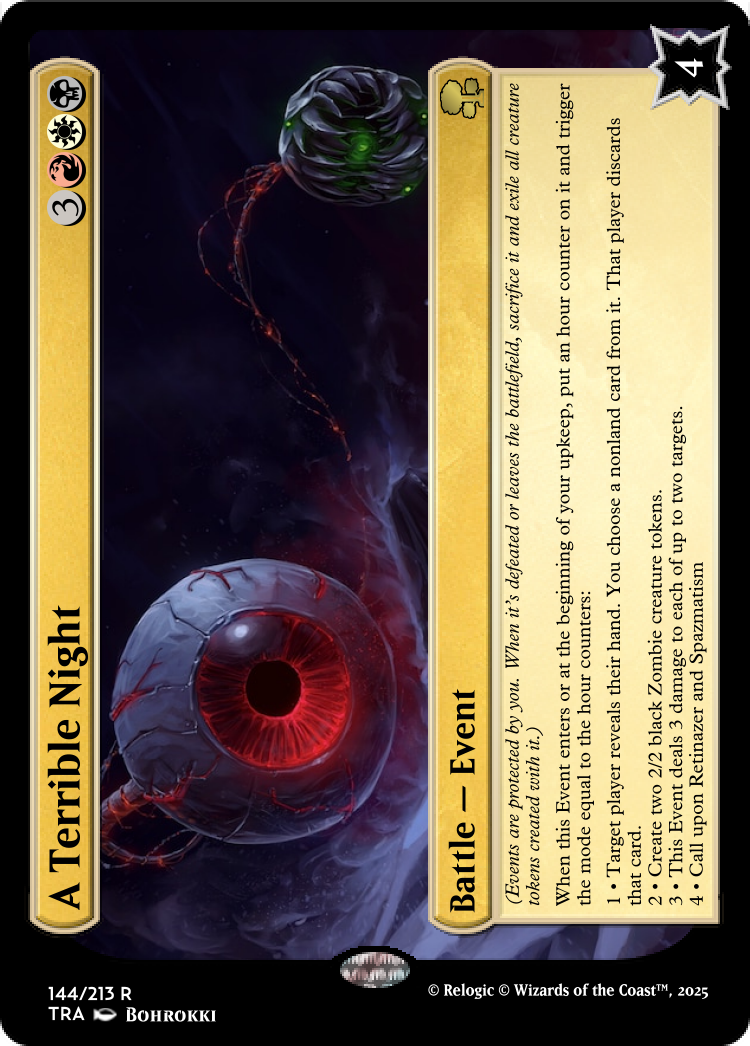 A Terrible Night
3
Battle — Event
4
(Events are protected by you. When it's defeated or leaves the battlefield, sacrifice it and exile all creature
tokens created with it.)
When this Event enters or at the beginning of your upkeep, put an hour counter on it and trigger
the mode equal to the hour counters:
1 • Target player reveals their hand. You choose a nonland card from it. That player discards
that card.
2 • Create two 2/2 black Zombie creature tokens.
3 • This Event deals 3 damage to each of up to two targets.
4 • Call upon Retinazer and Spazmatism
144/213 R
TRA Bohrokki
© Relogic © Wizards of the Coast™, 2025